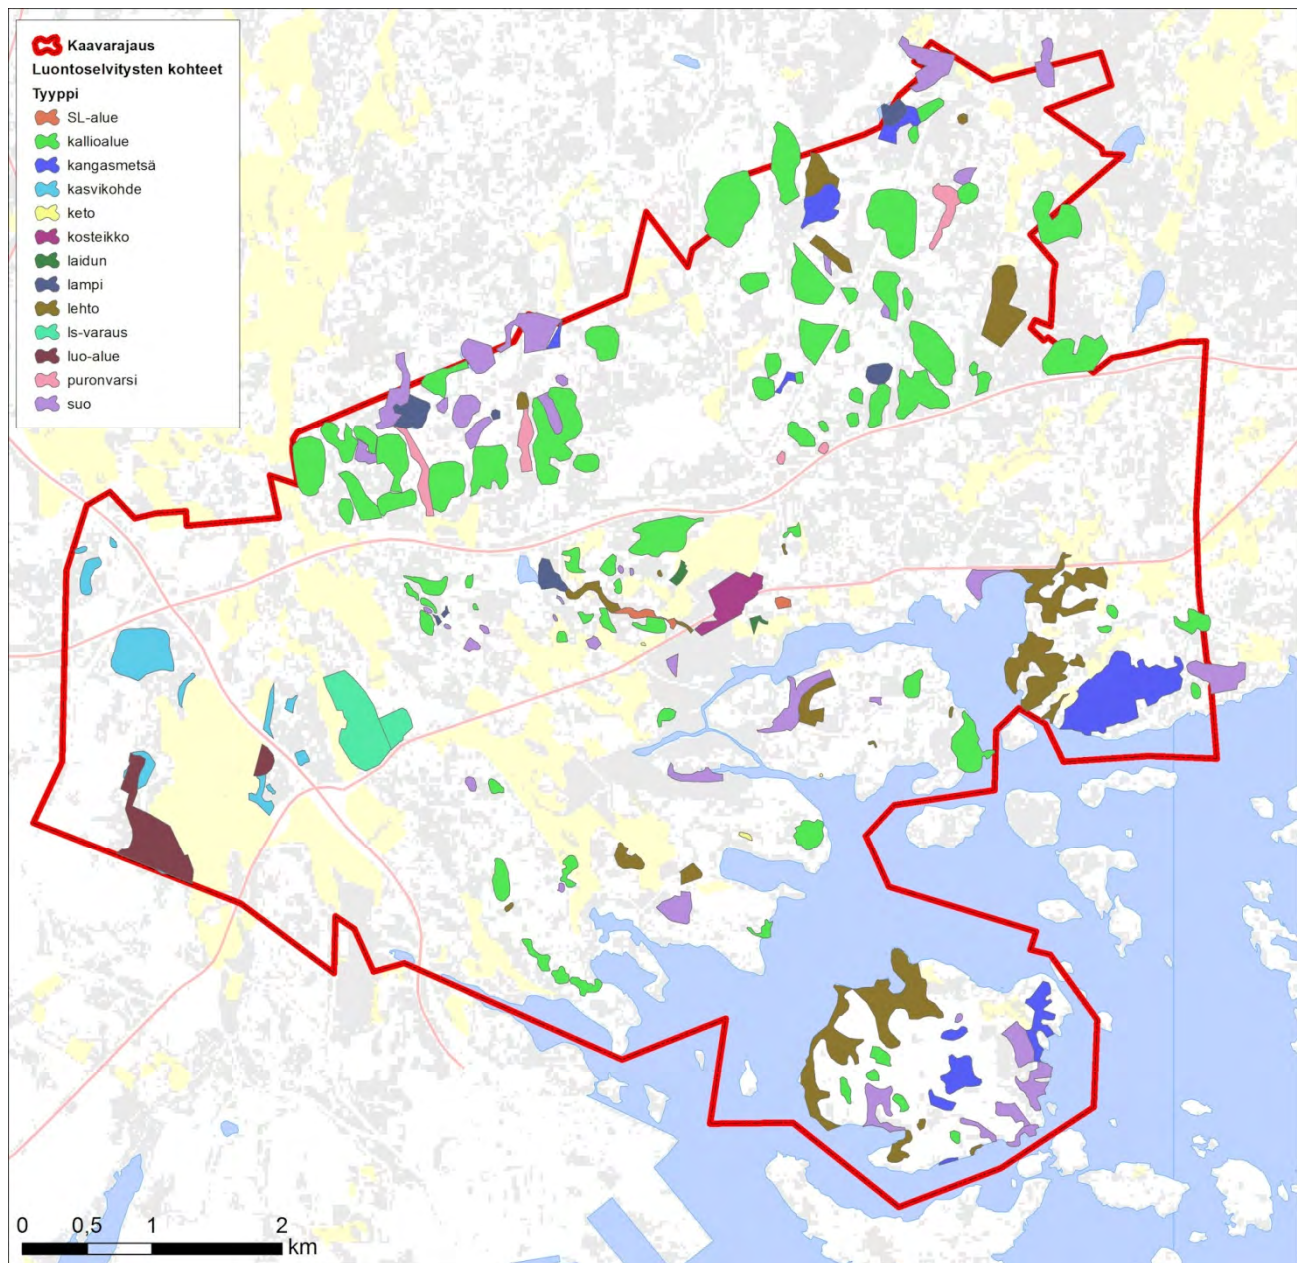 Kaavarajaus
Luontoselvitysten kohteet
Tyyppi
SL-alue
kallioalue
kangasmetsä
kasvikohde
keto
kosteikko
laidun
lampi
lehto
ls-varaus
luo-alue
puronvarsi
suo
0 0,5 1 2
km